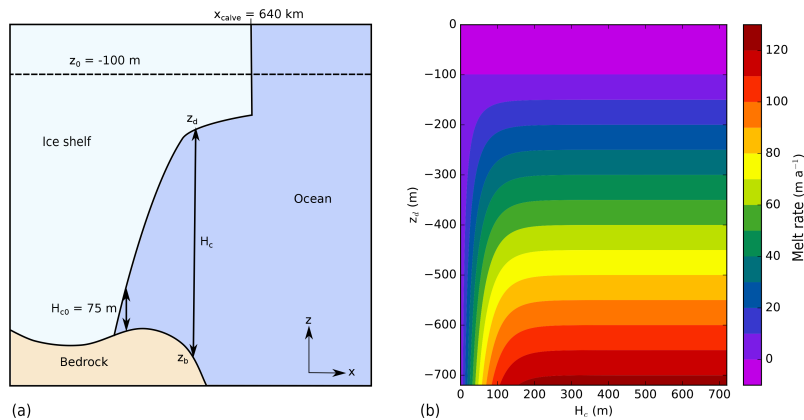 x_calve = 640 km
z_0 = -100 m
z_d
Ice shelf
Ocean
H_c
H_c0 = 75 m
z
z_b
Bedrock
x
(a)
0
−100
−200
−300
−400
−500
−600
−700
z_d (m)
0 100 200 300 400 500 600 700
H_c (m)
(b)
120
100
80
60
40
20
0
Melt rate (m a⁻¹)